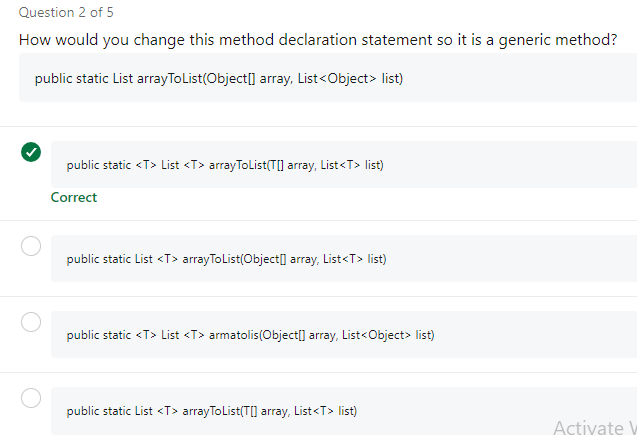 Question 2 of 5
How would you change this method declaration statement so it is a generic method?
public static List arrayToList(Object[] array, List<Object> list)
public static <T> List <T> arrayToList(T[] array, List<T> list)
Correct
public static List <T> arrayToList(Object[] array, List<T> list)
public static <T> List <T> armatolis(Object[] array, List<Object> list)
public static List <T> arrayToList(T[] array, List<T> list)
Activate